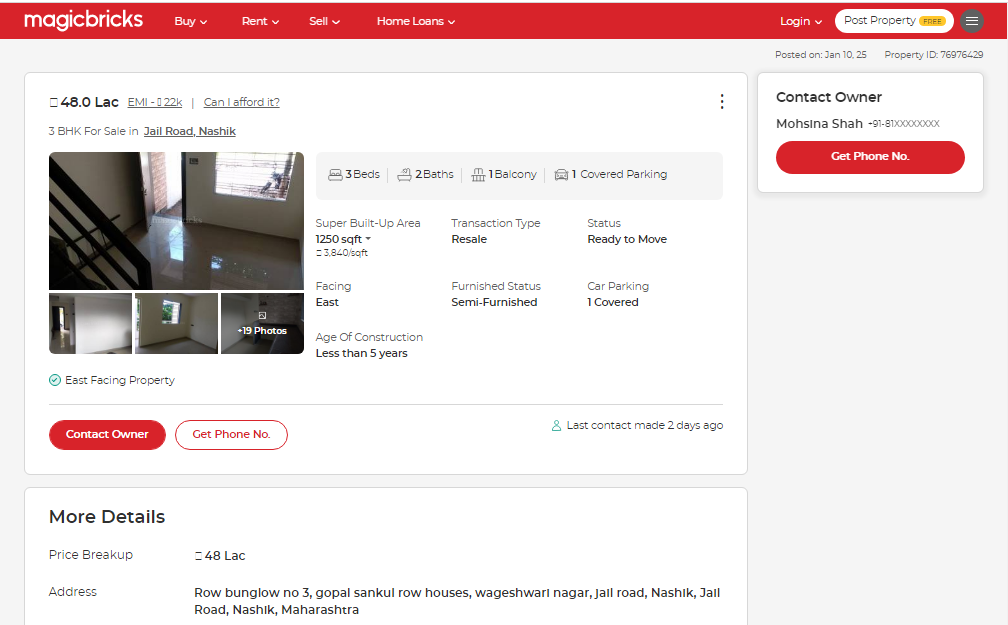 magicbricks
Buy
Rent
Sell
Home Loans
Login
Post Property FREE
Posted on: Jan 10, 25 Property ID: 76976429
48.0 Lac EMI - 22k | Can I afford it?
3 BHK For Sale in Jail Road, Nashik
3 Beds 2 Baths 1 Balcony 1 Covered Parking
Super Built-Up Area
1250 sqft
3,840/sqft
Transaction Type
Resale
Status
Ready to Move
Facing
East
Furnished Status
Semi-Furnished
Car Parking
1 Covered
Age Of Construction
Less than 5 years
+19 Photos
East Facing Property
Contact Owner
Get Phone No.
Last contact made 2 days ago
Contact Owner
Mohsina Shah +91-81XXXXXXXX
Get Phone No.
More Details
Price Breakup 48 Lac
Address Row bunglow no 3, gopal sankul row houses, wageshwari nagar, jail road, Nashik, Jail
Road, Nashik, Maharashtra